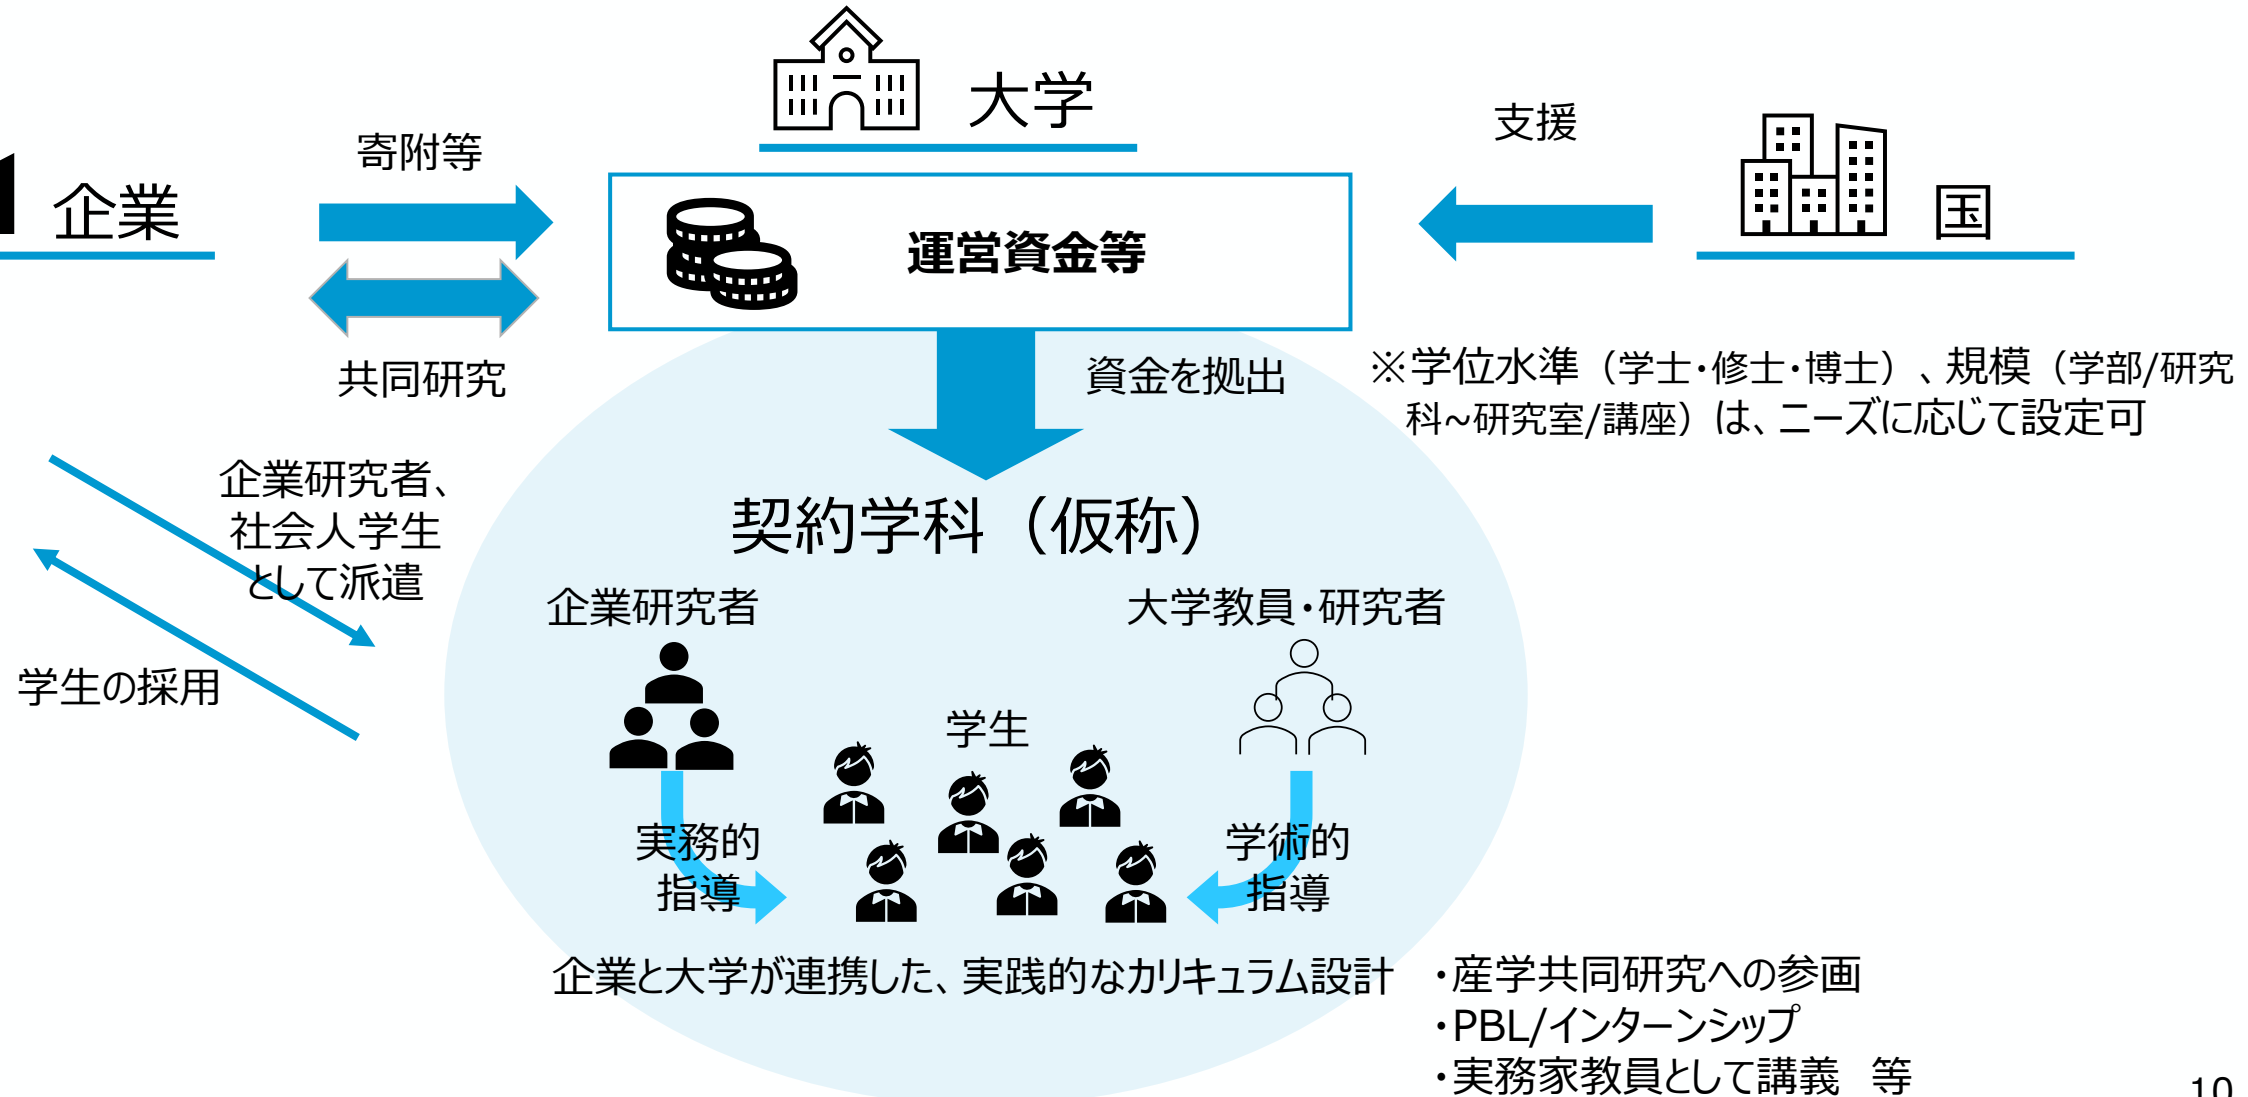 大学
支援
寄附等
企業
国
運営資金等
共同研究
資金を拠出
※学位水準（学士・修士・博士）、規模（学部/研究
科~研究室/講座）は、ニーズに応じて設定可
企業研究者、
社会人学生
として派遣
学生の採用
契約学科（仮称）
企業研究者
大学教員・研究者
学生
実務的
指導
学術的
指導
企業と大学が連携した、実践的なカリキュラム設計
・産学共同研究への参画
・PBL/インターンシップ
・実務家教員として講義　等
10